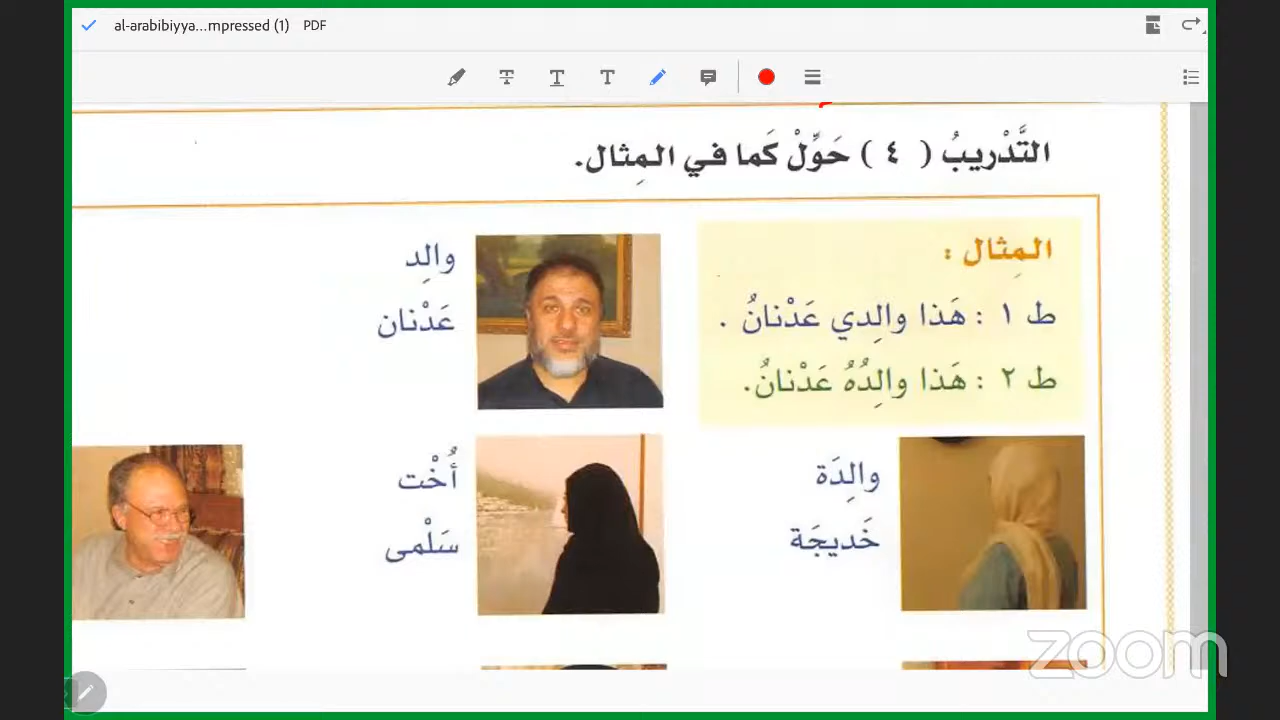 al-arabibiyya...mpressed (1) PDF
التَّدْريبُ ( ٤ ) حَوِّلْ كَما في المِثال.
المِثال :
ط ١ : هَذا والِدي عَدْنانُ .
ط ٢ : هَذا والِدُهُ عَدْنانُ.
والِد
عَدْنان
والِدَة
خَديجَة
أُخْت
سَلْمى
zoom